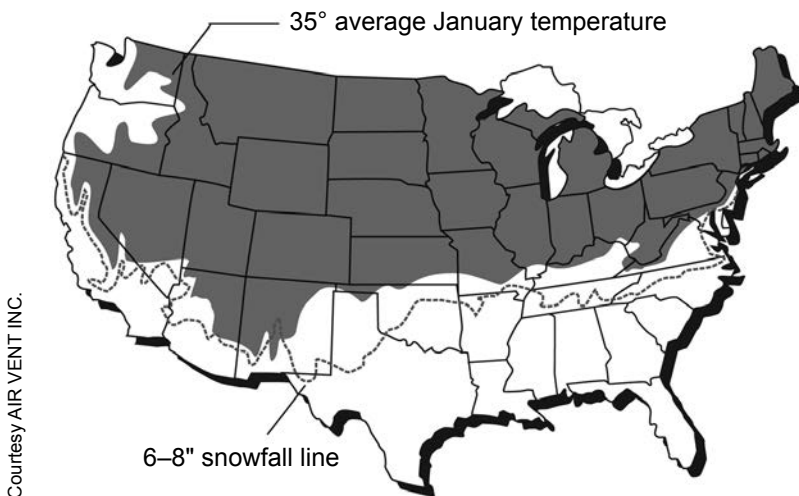 35° average January temperature
6–8" snowfall line
Courtesy AIR VENT INC.